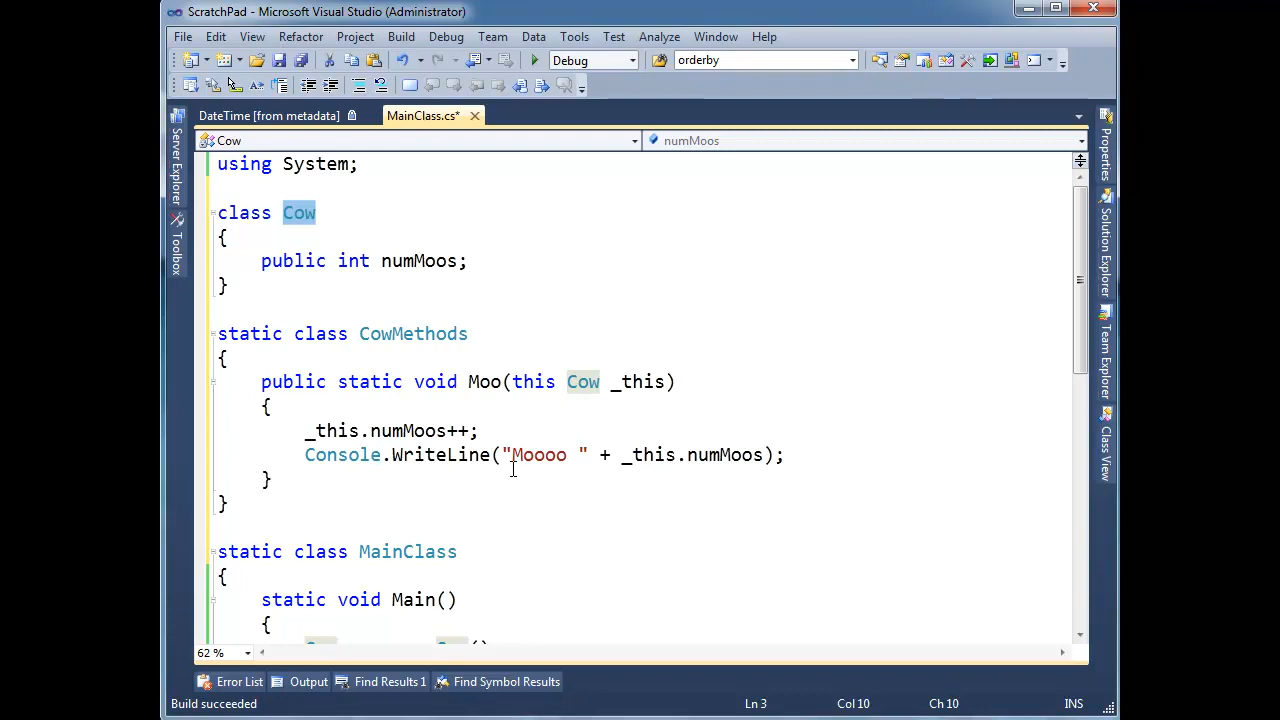 ScratchPad - Microsoft Visual Studio (Administrator)
File Edit View Refactor Project Build Debug Team Data Tools Test Analyze Window Help
Debug orderby
DateTime [from metadata] MainClass.cs*
Cow numMoos
Server Explorer
Toolbox
Properties
Solution Explorer
Team Explorer
Class View
using System;
class Cow
{
public int numMoos;
}
static class CowMethods
{
public static void Moo(this Cow _this)
{
_this.numMoos++;
Console.WriteLine("Moooo " + _this.numMoos);
}
}
static class MainClass
{
static void Main()
{
62 %
Error List Output Find Results 1 Find Symbol Results
Build succeeded Ln 3 Col 10 Ch 10 INS